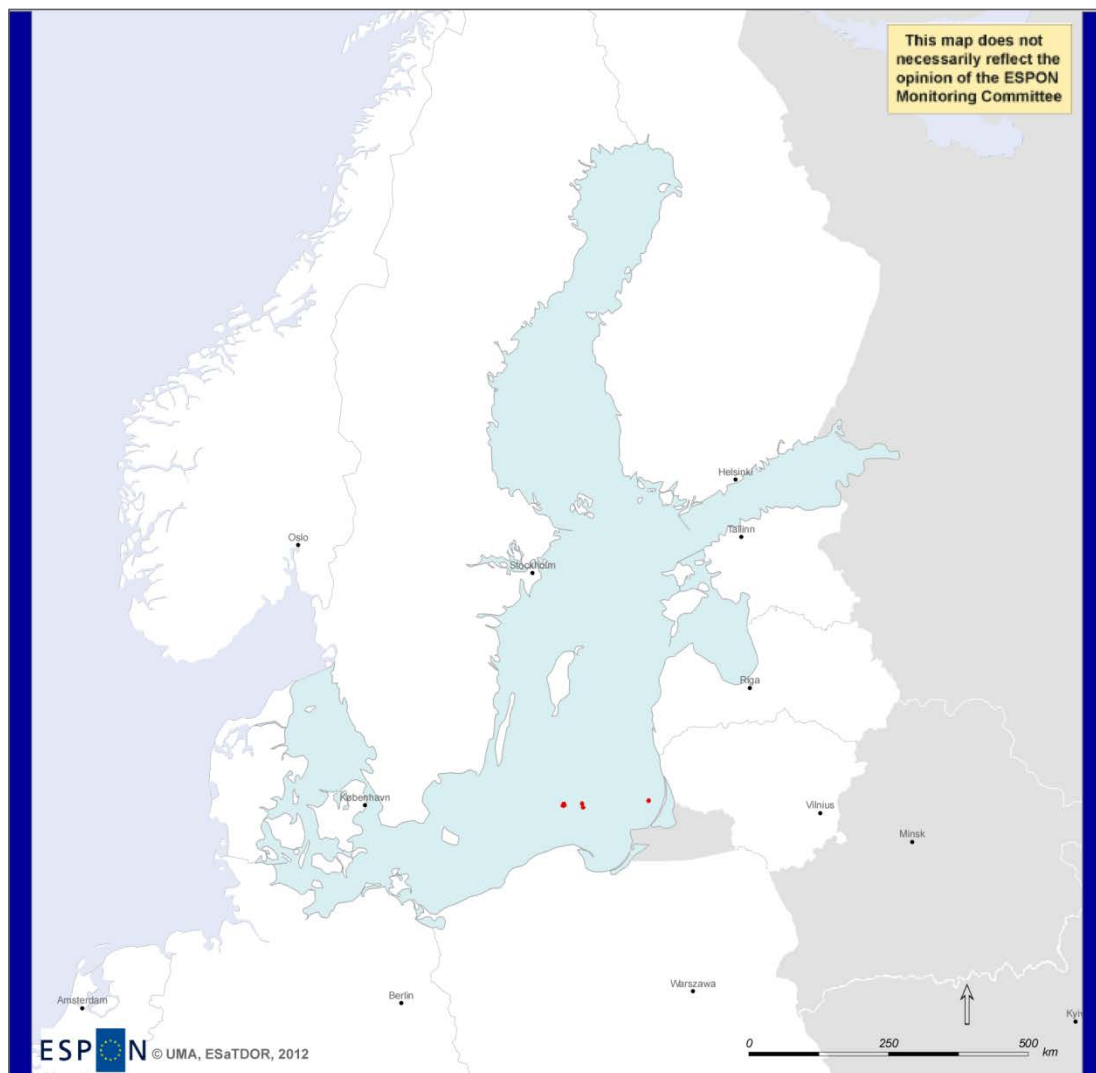 This map does not
necessarily reflect the
opinion of the ESPON
Monitoring Committee
Helsinki
Tallinn
Oslo
Stockholm
Riga
København
Vilnius
Minsk
Warszawa
Berlin
Amsterdam
ESPON © UMA, ESaTDOR, 2012
0 250 500
km